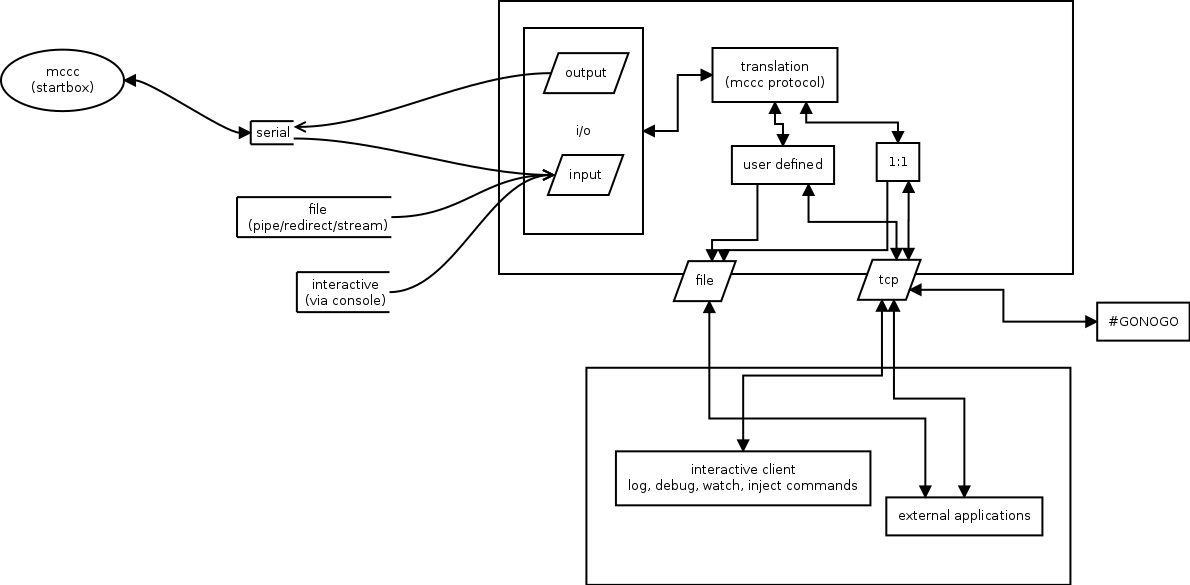 mccc
(startbox)
serial
file
(pipe/redirect/stream)
interactive
(via console)
output
i/o
input
translation
(mccc protocol)
user defined
1:1
file
tcp
#GONOGO
interactive client
log, debug, watch, inject commands
external applications